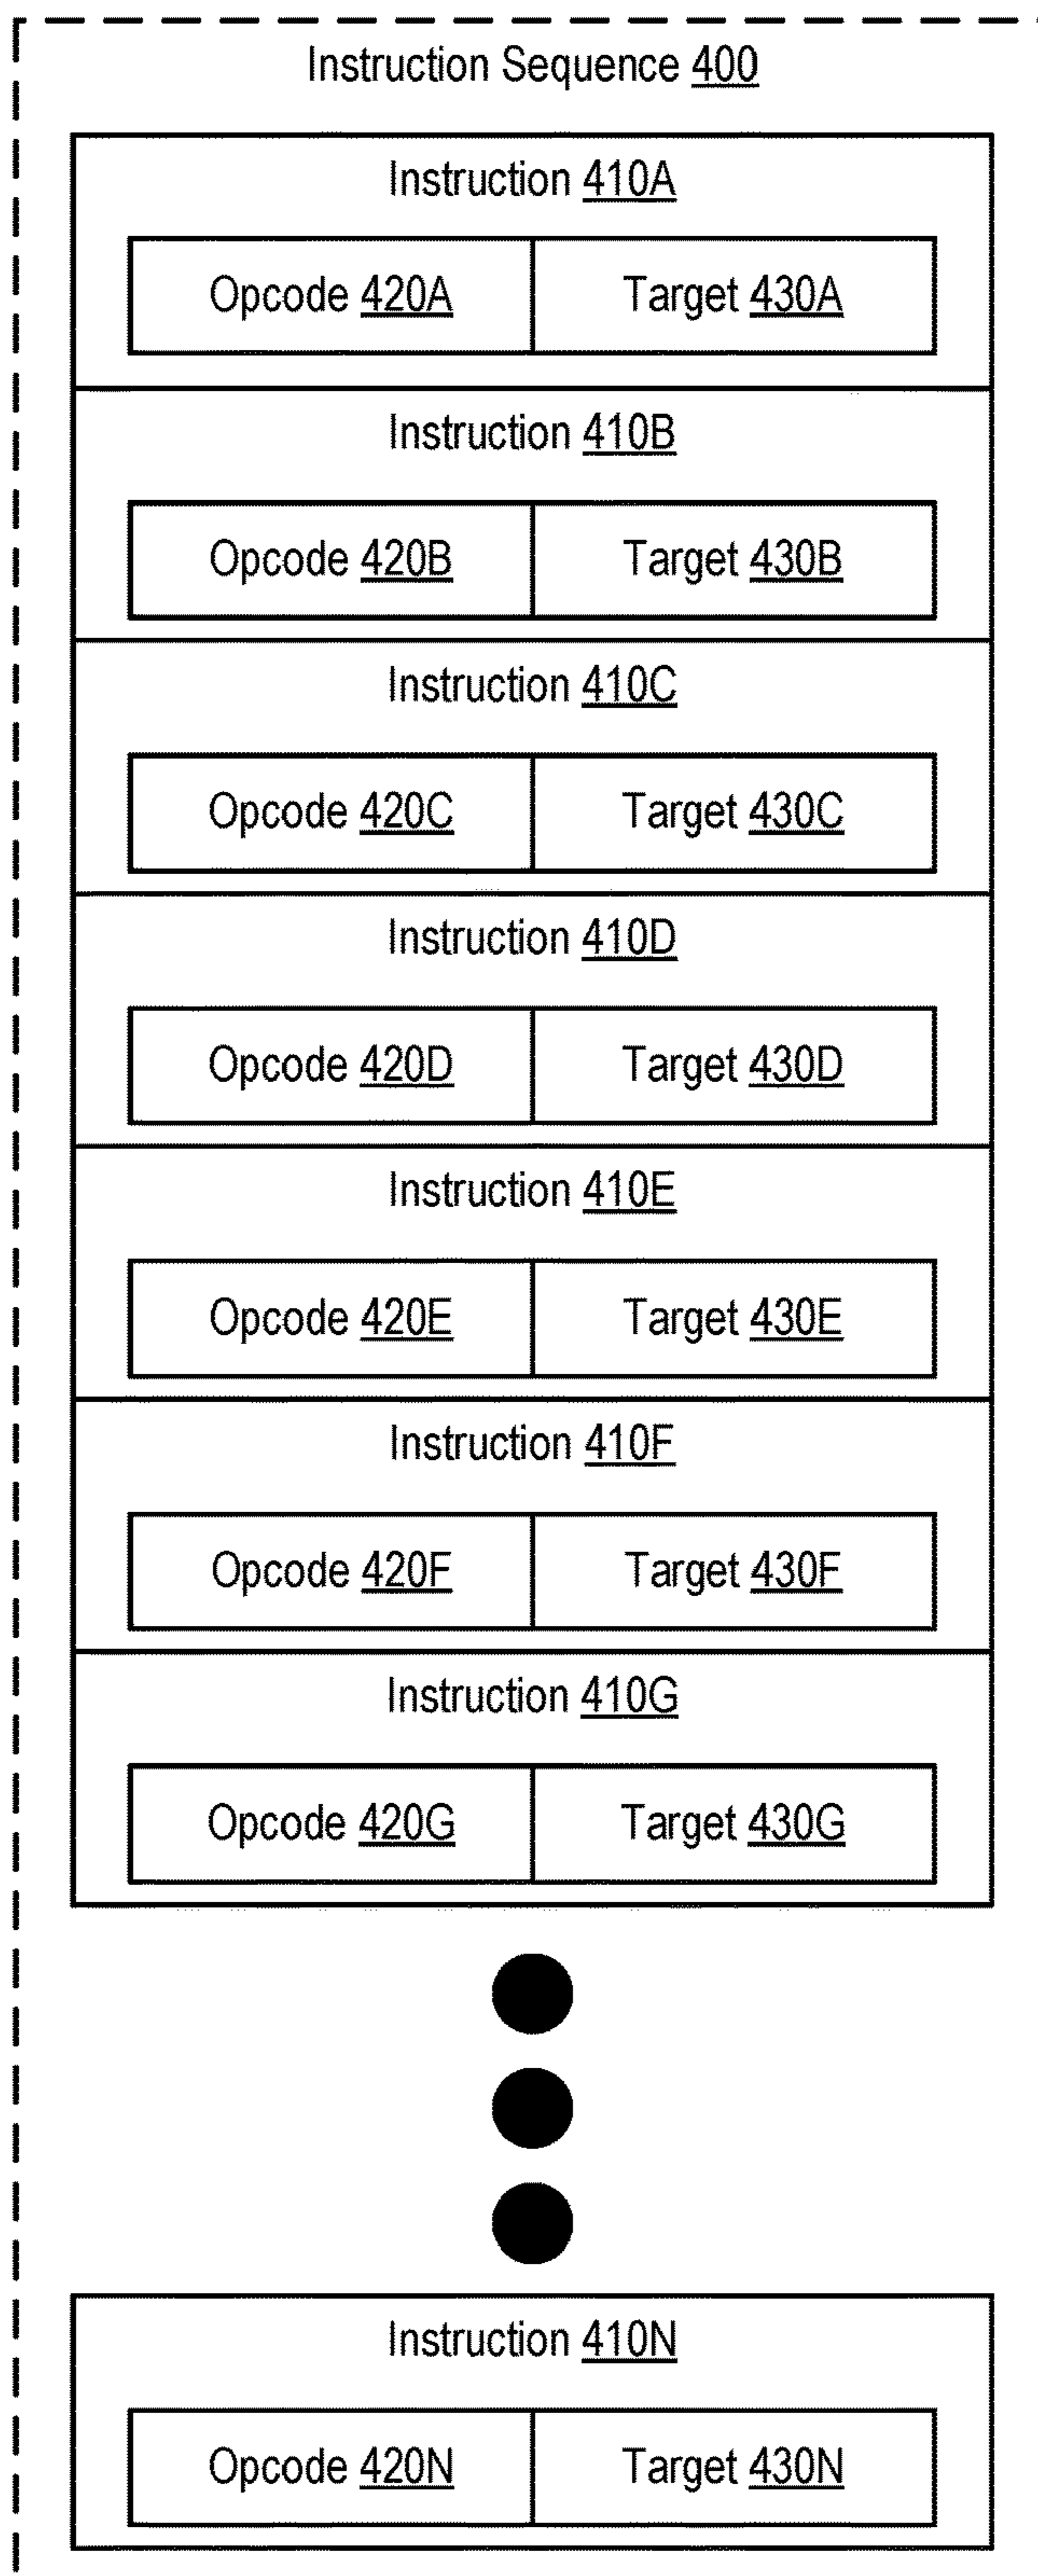 Instruction Sequence 400
Instruction 410A
Opcode 420A Target 430A
Instruction 410B
Opcode 420B Target 430B
Instruction 410C
Opcode 420C Target 430C
Instruction 410D
Opcode 420D Target 430D
Instruction 410E
Opcode 420E Target 430E
Instruction 410F
Opcode 420F Target 430F
Instruction 410G
Opcode 420G Target 430G
Instruction 410N
Opcode 420N Target 430N